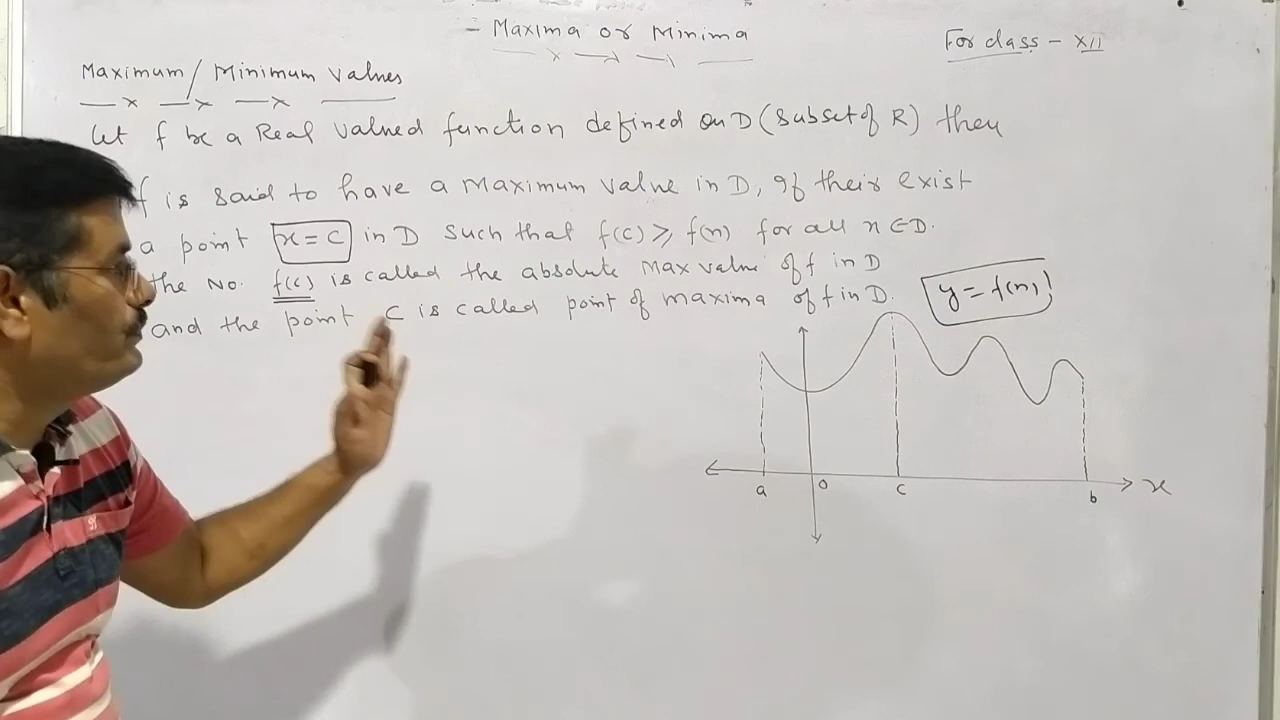 - Maxima or Minima
For class - XII
Maximum / Minimum values
Let f be a Real valued function defined on D (subset of R) then
f is said to have a maximum value in D, if their exist
a point x = c in D such that f(c) ≥ f(x) for all x ∈ D.
the No. f(c) is called the absolute max value of f in D
and the point c is called point of maxima of f in D.
y = f(x)
a o c b x